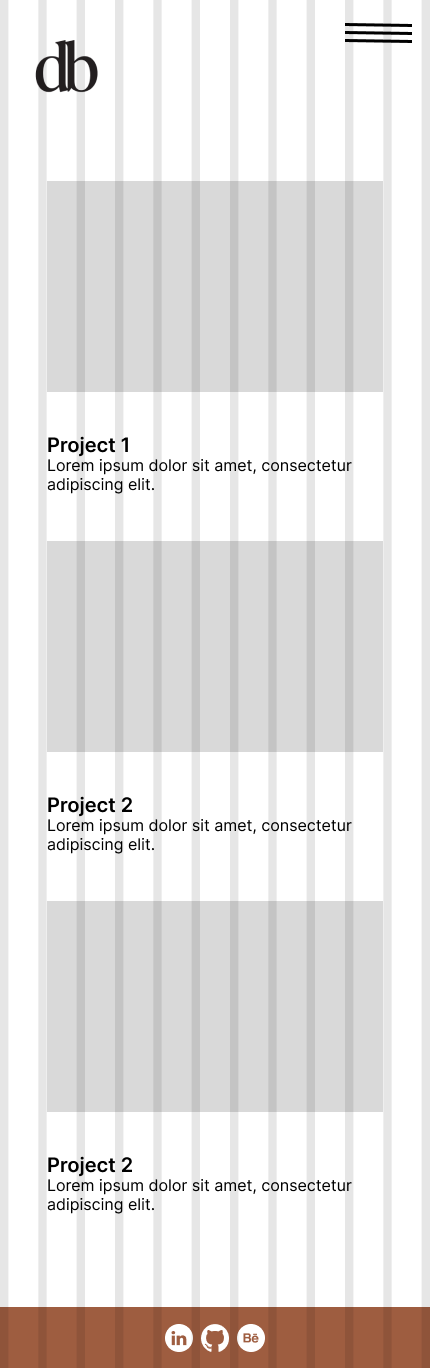 db
Project 1
Lorem ipsum dolor sit amet, consectetur
adipiscing elit.
Project 2
Lorem ipsum dolor sit amet, consectetur
adipiscing elit.
Project 2
Lorem ipsum dolor sit amet, consectetur
adipiscing elit.
in Bē